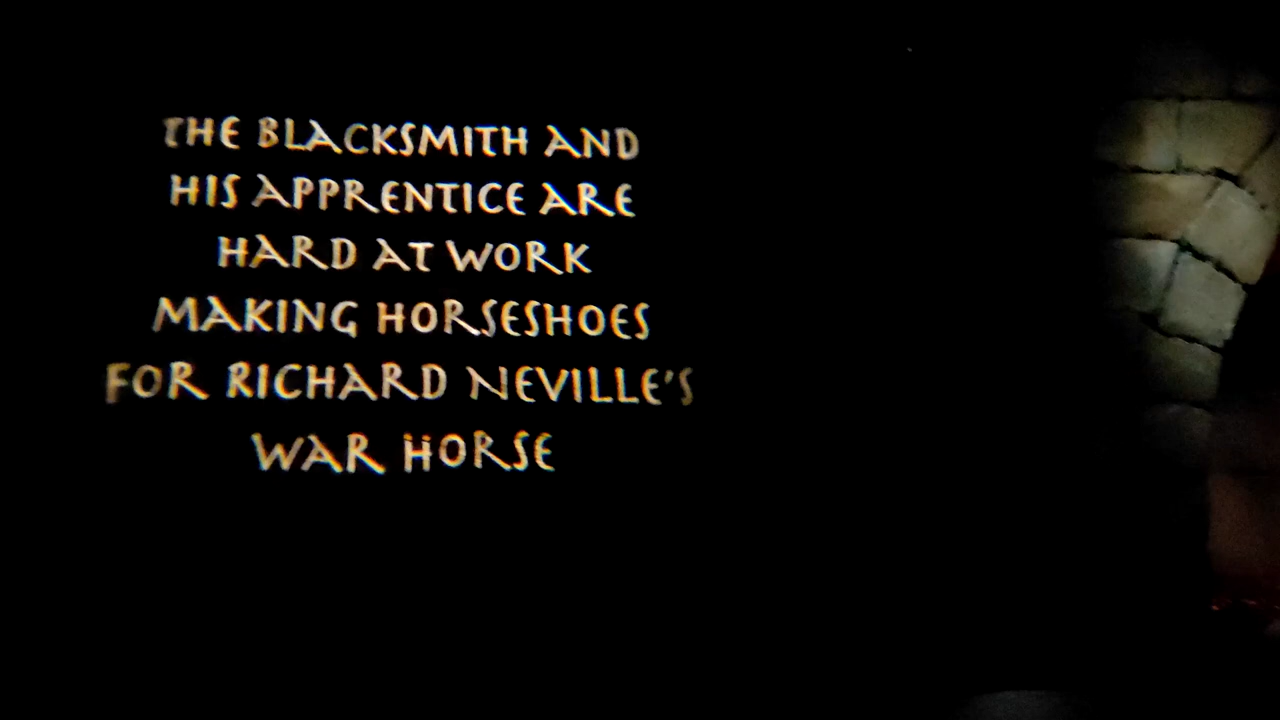 THE BLACKSMITH AND
HIS APPRENTICE ARE
HARD AT WORK
MAKING HORSESHOES
FOR RICHARD NEVILLE'S
WAR HORSE